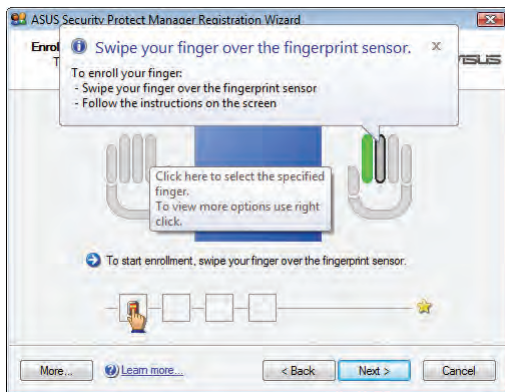 ASUS Security Protect Manager Registration Wizard
Enrol
T
Swipe your finger over the fingerprint sensor.
x
To enroll your finger:
- Swipe your finger over the fingerprint sensor
- Follow the instructions on the screen
Click here to select the specified
finger.
To view more options use right
click.
To start enrollment, swipe your finger over the fingerprint sensor.
More...
Learn more...
< Back
Next >
Cancel